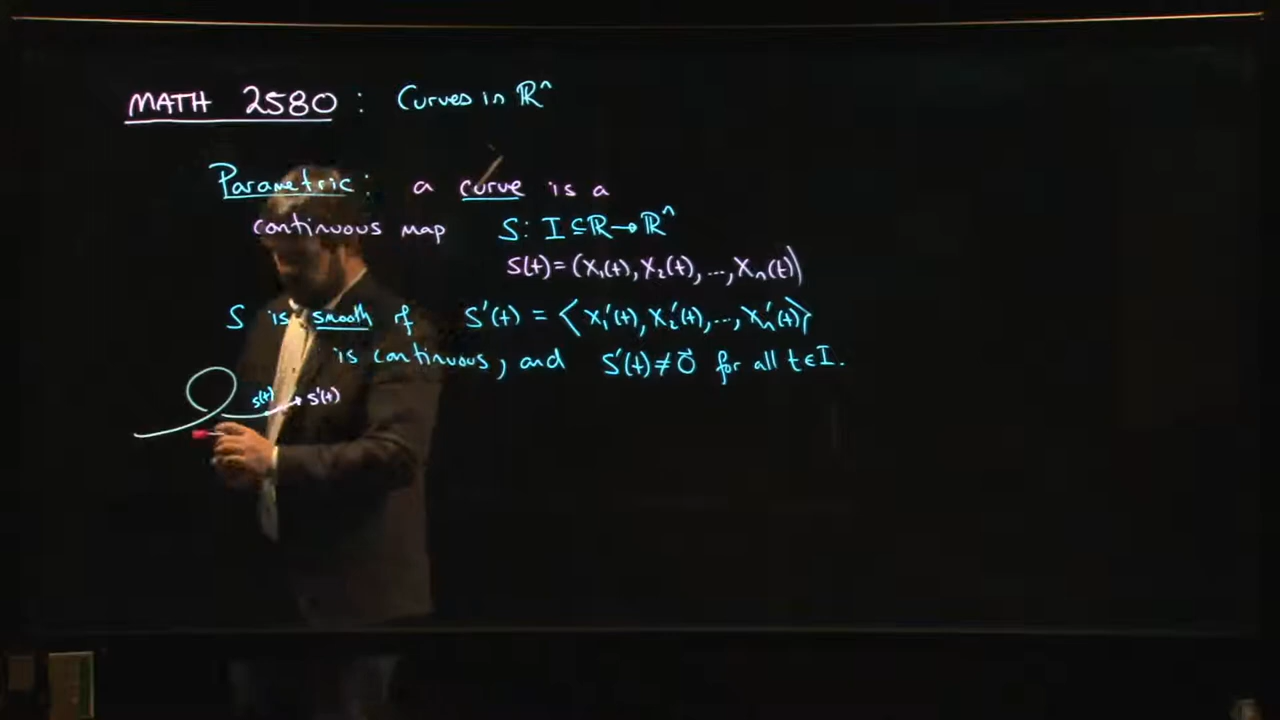 MATH 2580 : Curves in ℝⁿ
Parametric: a curve is a
continuous map S: I ⊆ ℝ → ℝⁿ
S(t) = (x₁(t), x₂(t), ..., xₙ(t))
S is smooth if S'(t) = ⟨x₁'(t), x₂'(t), ..., xₙ'(t)⟩
is continuous, and S'(t) ≠ 0⃗ for all t ∈ I.
S(t) S'(t)